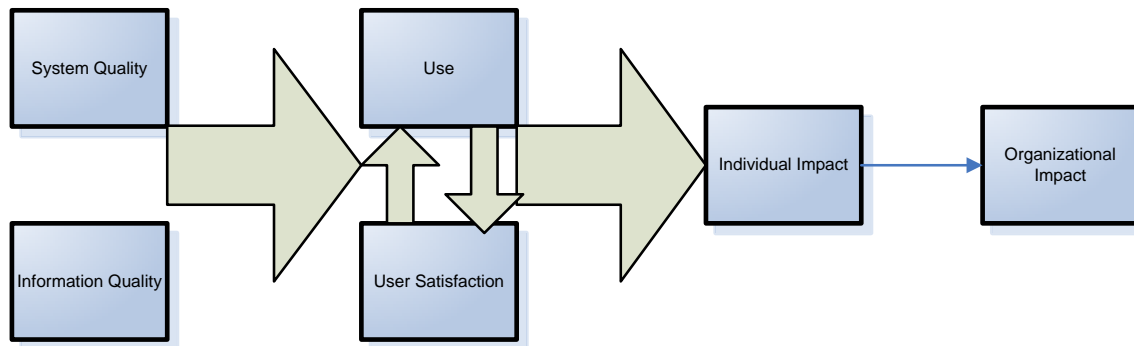 System Quality
Use
Individual Impact
Organizational
Impact
Information Quality
User Satisfaction